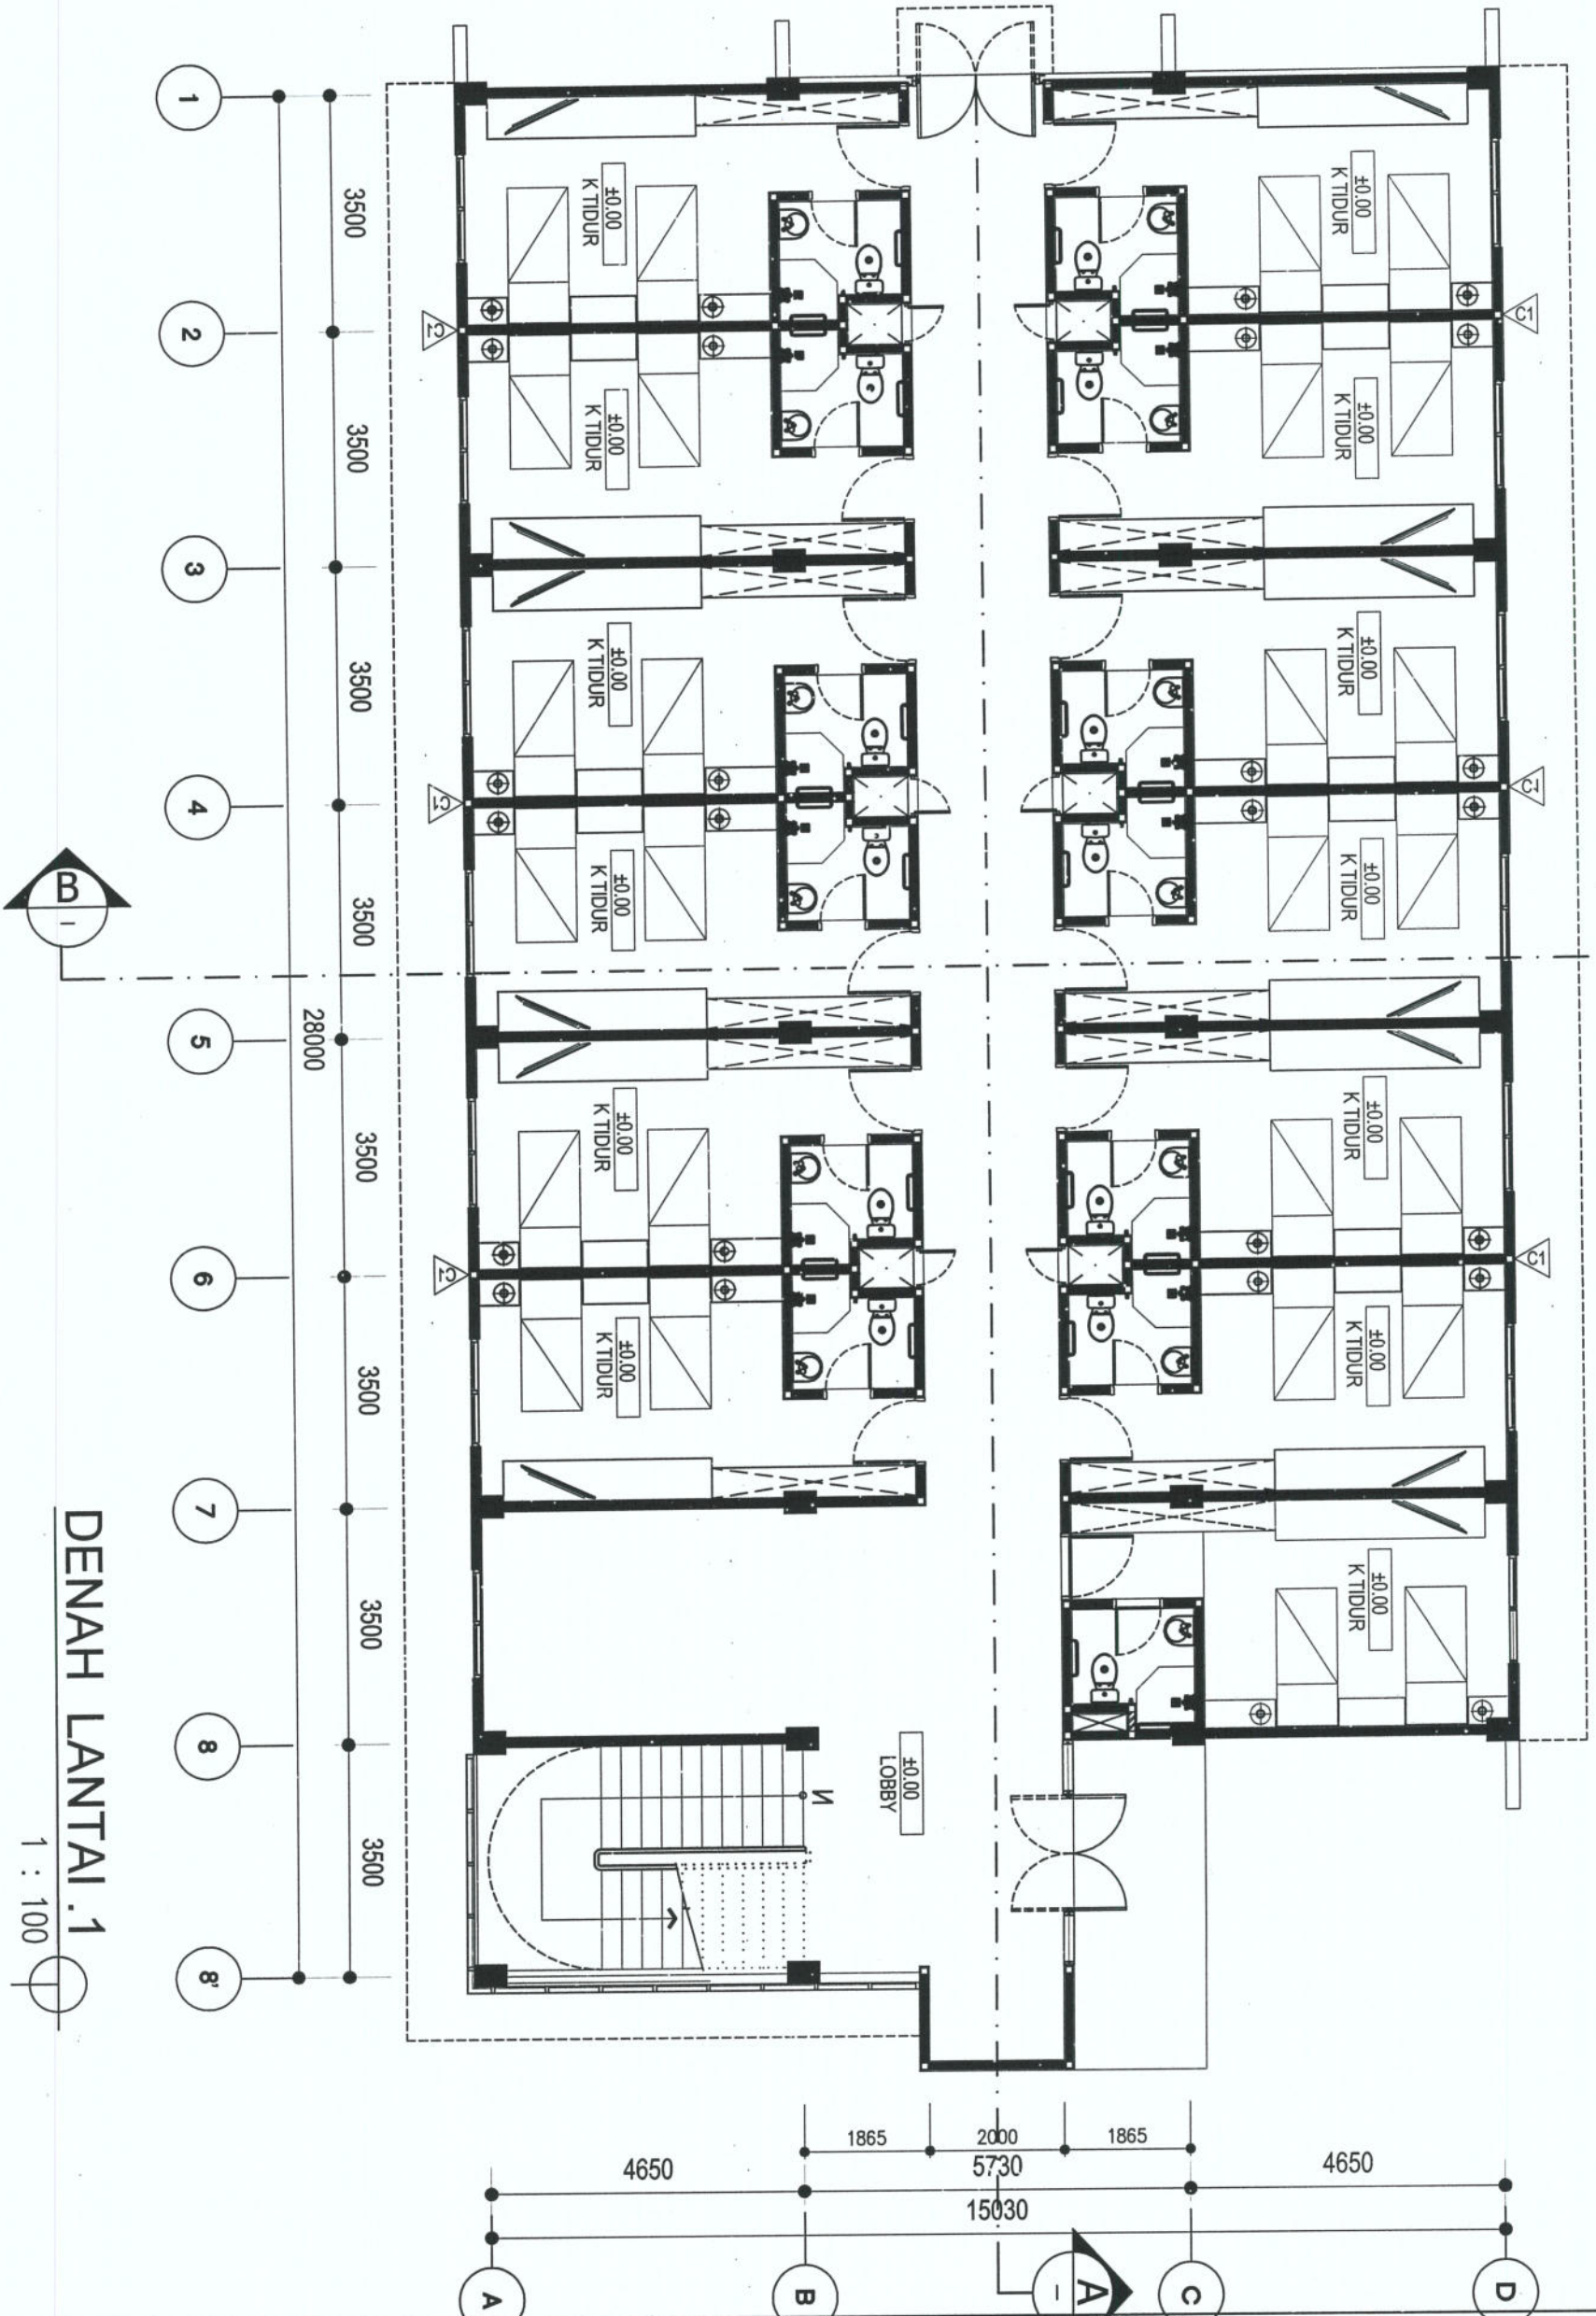 1
2
3
4
5
6
7
8
8'
3500
3500
3500
3500
3500
3500
3500
3500
28000
±0.00
K TIDUR
±0.00
K TIDUR
±0.00
K TIDUR
±0.00
K TIDUR
±0.00
K TIDUR
±0.00
K TIDUR
±0.00
K TIDUR
±0.00
K TIDUR
±0.00
K TIDUR
±0.00
K TIDUR
±0.00
K TIDUR
±0.00
K TIDUR
±0.00
K TIDUR
±0.00
LOBBY
C1
C1
C1
C1
C1
C1
N
B
-
A
-
1865
2000
1865
4650
5730
4650
15030
A
B
C
D
DENAH LANTAI .1
1 : 100